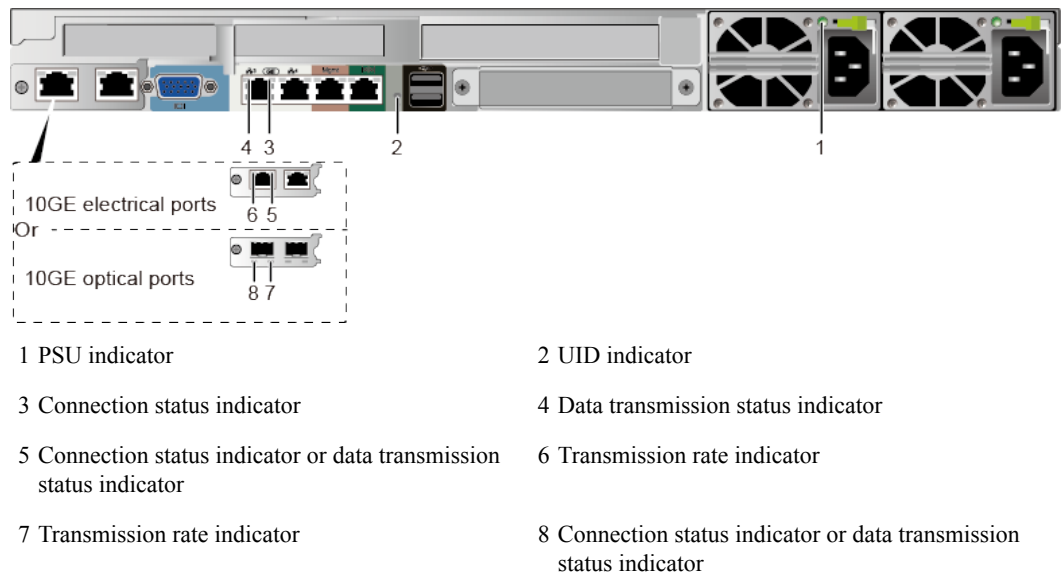 4 3 2 1
10GE electrical ports
6 5
Or
10GE optical ports
8 7
1 PSU indicator
2 UID indicator
3 Connection status indicator
4 Data transmission status indicator
5 Connection status indicator or data transmission
status indicator
6 Transmission rate indicator
7 Transmission rate indicator
8 Connection status indicator or data transmission
status indicator